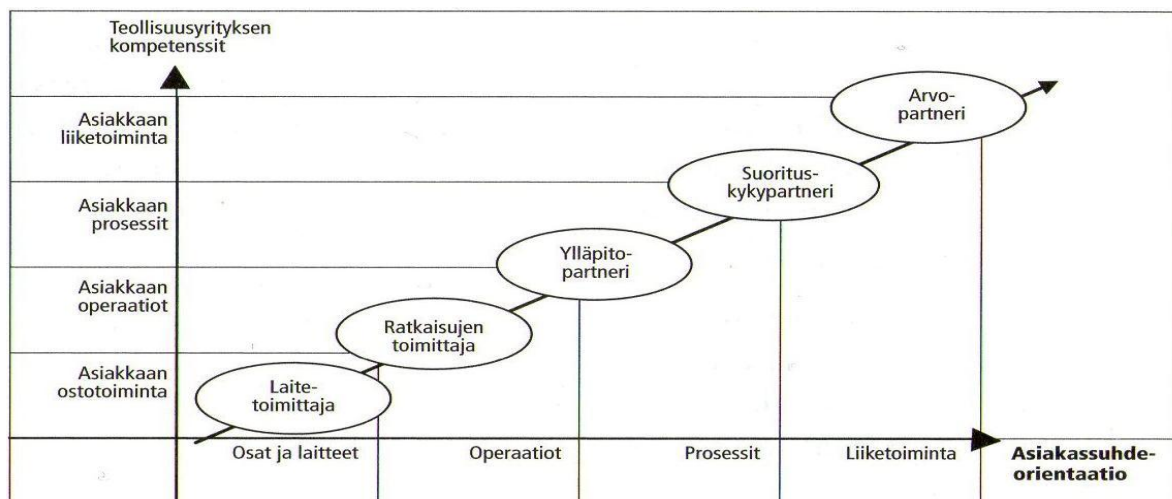 Teollisuusyrityksen
kompetenssit
Asiakkaan
liiketoiminta
Arvo-
partneri
Asiakkaan
prosessit
Suoritus-
kykypartneri
Asiakkaan
operaatiot
Ylläpito-
partneri
Asiakkaan
ostotoiminta
Ratkaisujen
toimittaja
Laite-
toimittaja
Osat ja laitteet
Operaatiot
Prosessit
Liiketoiminta
Asiakassuhde-
orientaatio